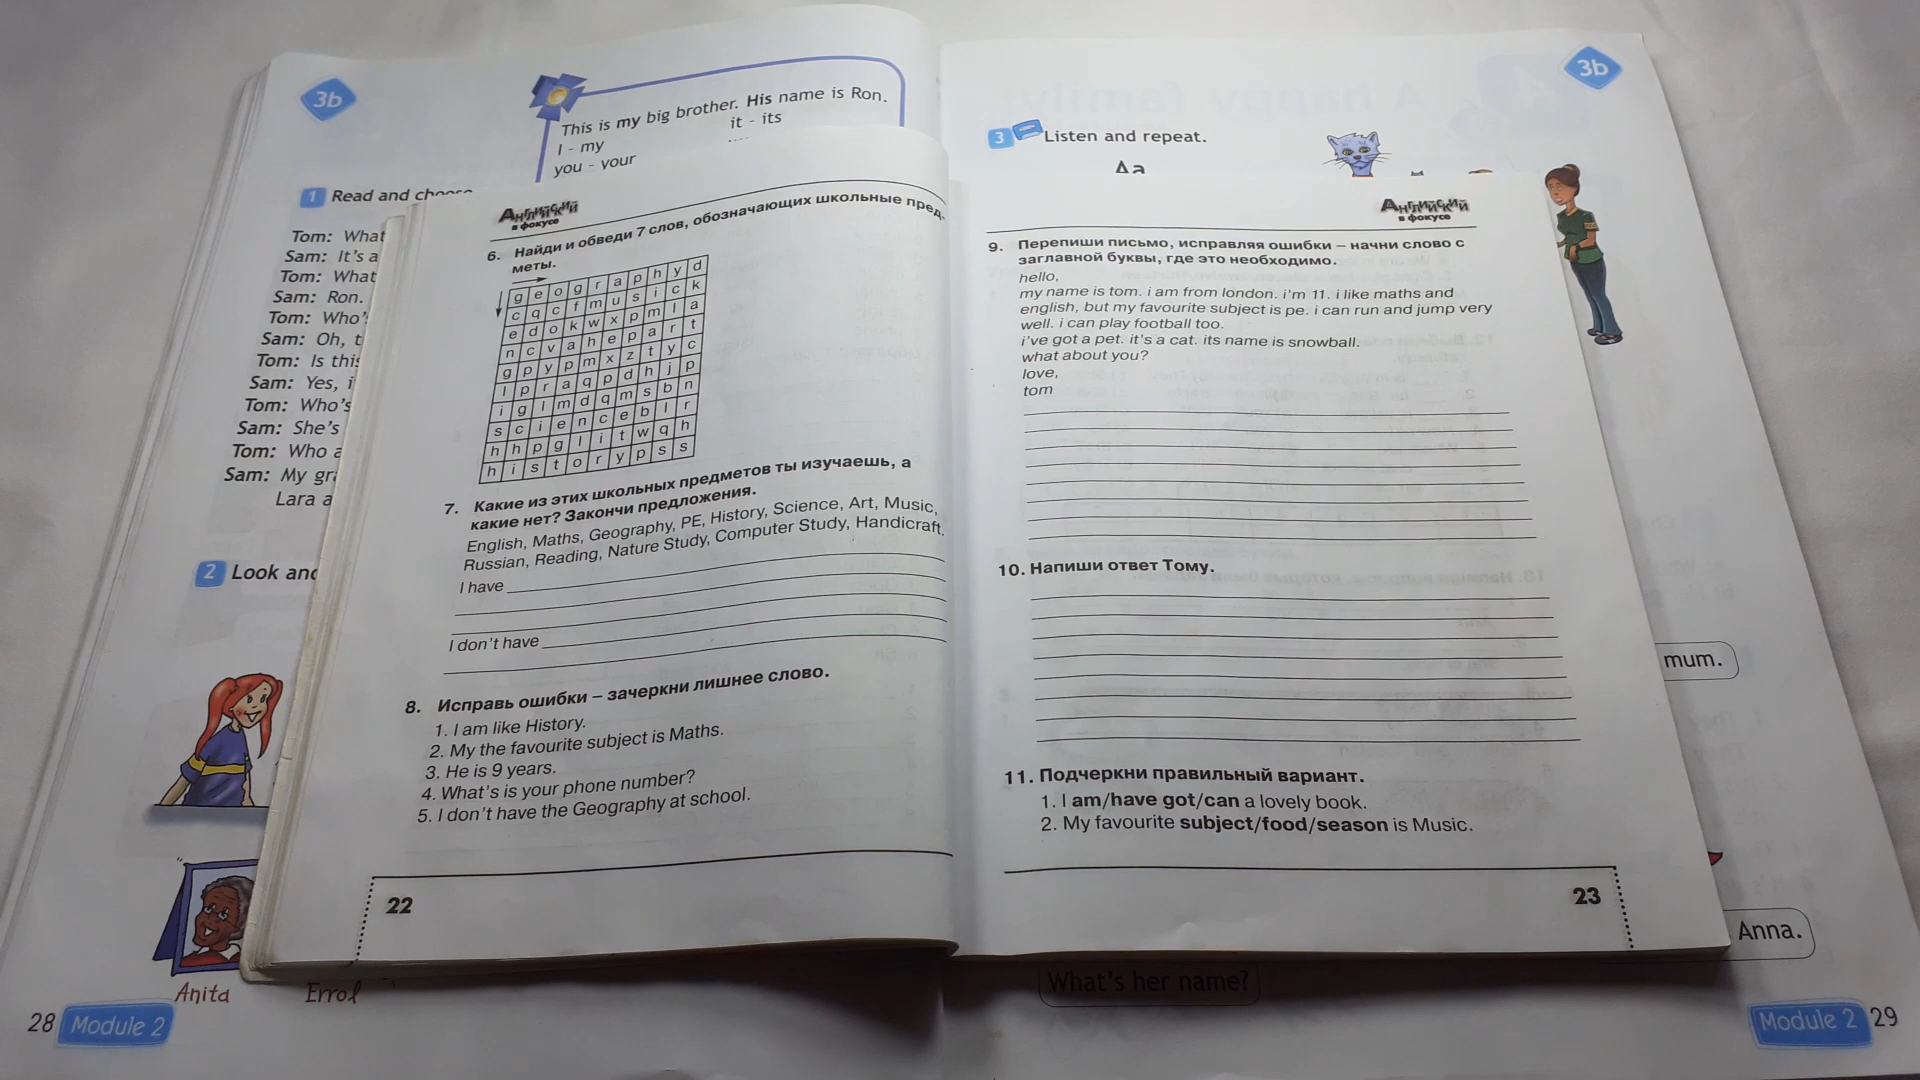 3b
This is my big brother. His name is Ron.
I - my
it - its
you - your
1 Read and choose
Tom: What
Sam: It's a
Tom: What
Sam: Ron.
Tom: Who's
Sam: Oh, t
Tom: Is this
Sam: Yes, i
Tom: Who's
Sam: She's
Tom: Who a
Sam: My gr
Lara a
2 Look and
Anita
Errol
28 Module 2
Английский
в фокусе
6. Найди и обведи 7 слов, обозначающих школьные пред-
меты.
g e o g r a p h y d
c q c f m u s i c k
e d o k w x p m l a
n c v a h e p a r t
g p y p m x z t y c
l p r a q p d h j p
i g l m d q m s b n
s c i e n c e b l r
h h p g l i t w q h
h i s t o r y p s s
7. Какие из этих школьных предметов ты изучаешь, а
какие нет? Закончи предложения.
English, Maths, Geography, PE, History, Science, Art, Music,
Russian, Reading, Nature Study, Computer Study, Handicraft.
I have
I don't have
8. Исправь ошибки – зачеркни лишнее слово.
1. I am like History.
2. My the favourite subject is Maths.
3. He is 9 years.
4. What's is your phone number?
5. I don't have the Geography at school.
22
3b
3 Listen and repeat.
Aa
Английский
в фокусе
9. Перепиши письмо, исправляя ошибки – начни слово с
заглавной буквы, где это необходимо.
hello,
my name is tom. i am from london. i'm 11. i like maths and
english, but my favourite subject is pe. i can run and jump very
well. i can play football too.
i've got a pet. it's a cat. its name is snowball.
what about you?
love,
tom
10. Напиши ответ Тому.
11. Подчеркни правильный вариант.
1. I am/have got/can a lovely book.
2. My favourite subject/food/season is Music.
23
mum.
Anna.
What's her name?
Module 2 29